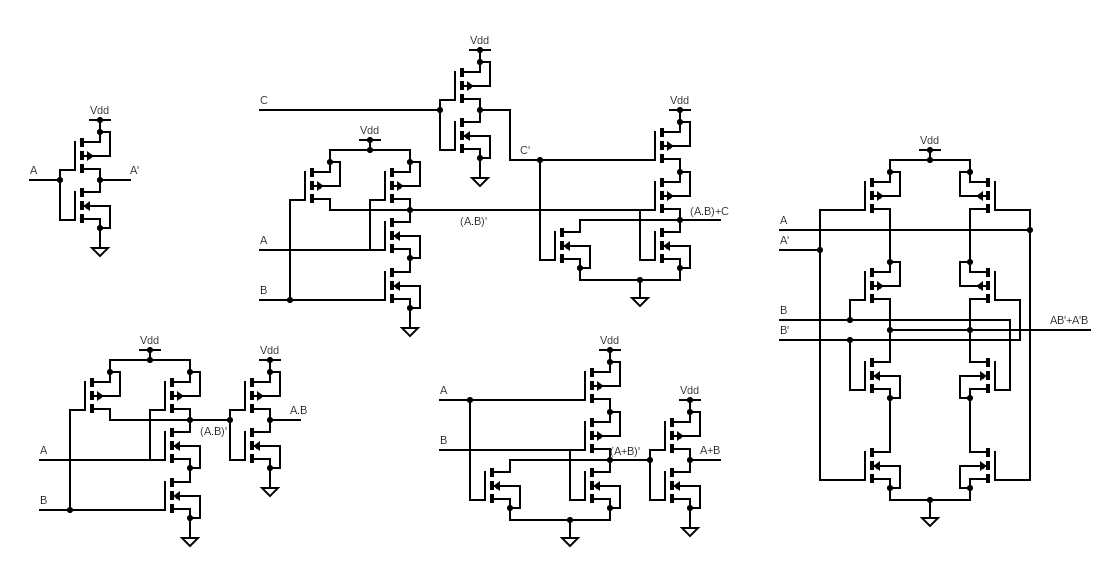 Vdd
A
A'
Vdd
C
Vdd
C'
Vdd
(A.B)'
(A.B)+C
A
B
Vdd
A
A'
B
B'
AB'+A'B
Vdd
Vdd
A.B
(A.B)'
A
B
Vdd
A
Vdd
B
(A+B)'
A+B